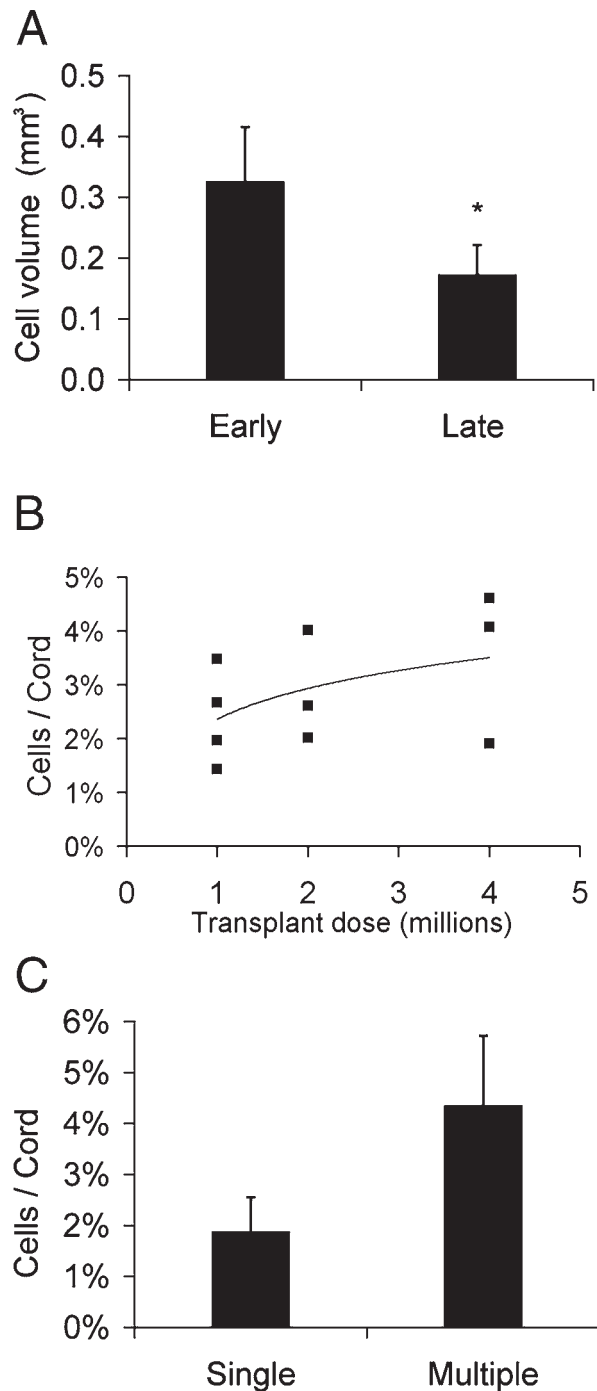 A
Cell volume (mm³)
0.5
0.4
0.3
0.2
0.1
0.0
*
Early Late
B
Cells / Cord
5%
4%
3%
2%
1%
0%
0 1 2 3 4 5
Transplant dose (millions)
C
Cells / Cord
6%
5%
4%
3%
2%
1%
0%
Single Multiple